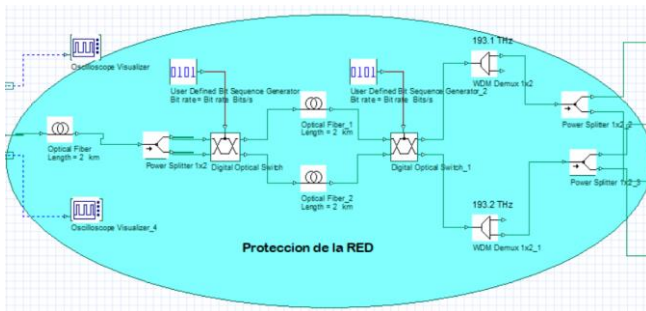 Oscilloscope Visualizer
0101
User Defined Bit Sequence Generator
Bit rate = Bit rate Bits/s
0101
User Defined Bit Sequence Generator_2
Bit rate = Bit rate Bits/s
193.1 THz
WDM Demux 1x2
Optical Fiber
Length = 2 km
Power Splitter 1x2
Digital Optical Switch
Optical Fiber_1
Length = 2 km
Digital Optical Switch_1
Power Splitter 1x2_2
Optical Fiber_2
Length = 2 km
Power Splitter 1x2_3
193.2 THz
WDM Demux 1x2_1
Oscilloscope Visualizer_4
Proteccion de la RED